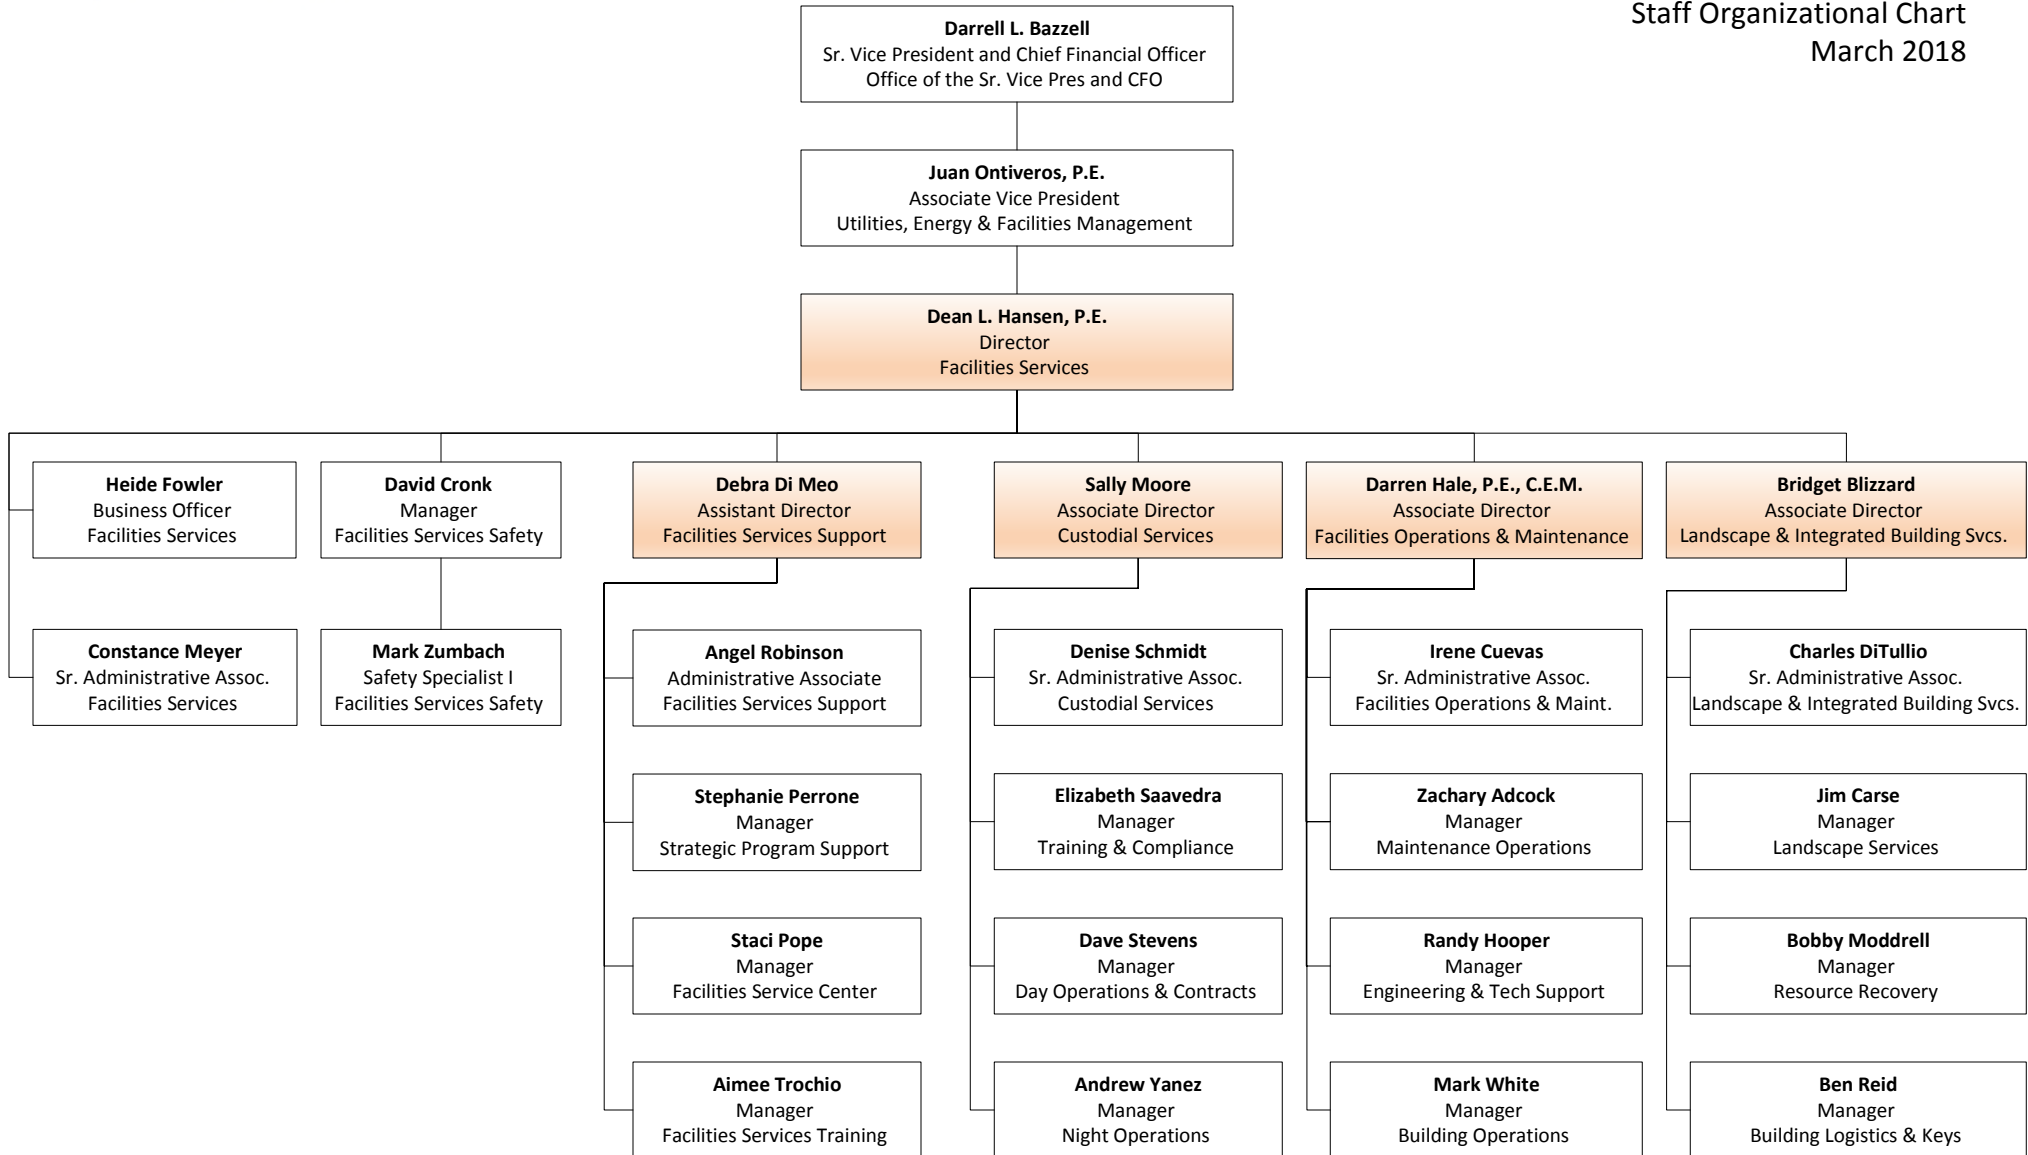 Staff Organizational Chart
March 2018
Darrell L. Bazzell
Sr. Vice President and Chief Financial Officer
Office of the Sr. Vice Pres and CFO
Juan Ontiveros, P.E.
Associate Vice President
Utilities, Energy & Facilities Management
Dean L. Hansen, P.E.
Director
Facilities Services
Heide Fowler
Business Officer
Facilities Services
David Cronk
Manager
Facilities Services Safety
Debra Di Meo
Assistant Director
Facilities Services Support
Sally Moore
Associate Director
Custodial Services
Darren Hale, P.E., C.E.M.
Associate Director
Facilities Operations & Maintenance
Bridget Blizzard
Associate Director
Landscape & Integrated Building Svcs.
Constance Meyer
Sr. Administrative Assoc.
Facilities Services
Mark Zumbach
Safety Specialist I
Facilities Services Safety
Angel Robinson
Administrative Associate
Facilities Services Support
Denise Schmidt
Sr. Administrative Assoc.
Custodial Services
Irene Cuevas
Sr. Administrative Assoc.
Facilities Operations & Maint.
Charles DiTullio
Sr. Administrative Assoc.
Landscape & Integrated Building Svcs.
Stephanie Perrone
Manager
Strategic Program Support
Elizabeth Saavedra
Manager
Training & Compliance
Zachary Adcock
Manager
Maintenance Operations
Jim Carse
Manager
Landscape Services
Staci Pope
Manager
Facilities Service Center
Dave Stevens
Manager
Day Operations & Contracts
Randy Hooper
Manager
Engineering & Tech Support
Bobby Moddrell
Manager
Resource Recovery
Aimee Trochio
Manager
Facilities Services Training
Andrew Yanez
Manager
Night Operations
Mark White
Manager
Building Operations
Ben Reid
Manager
Building Logistics & Keys